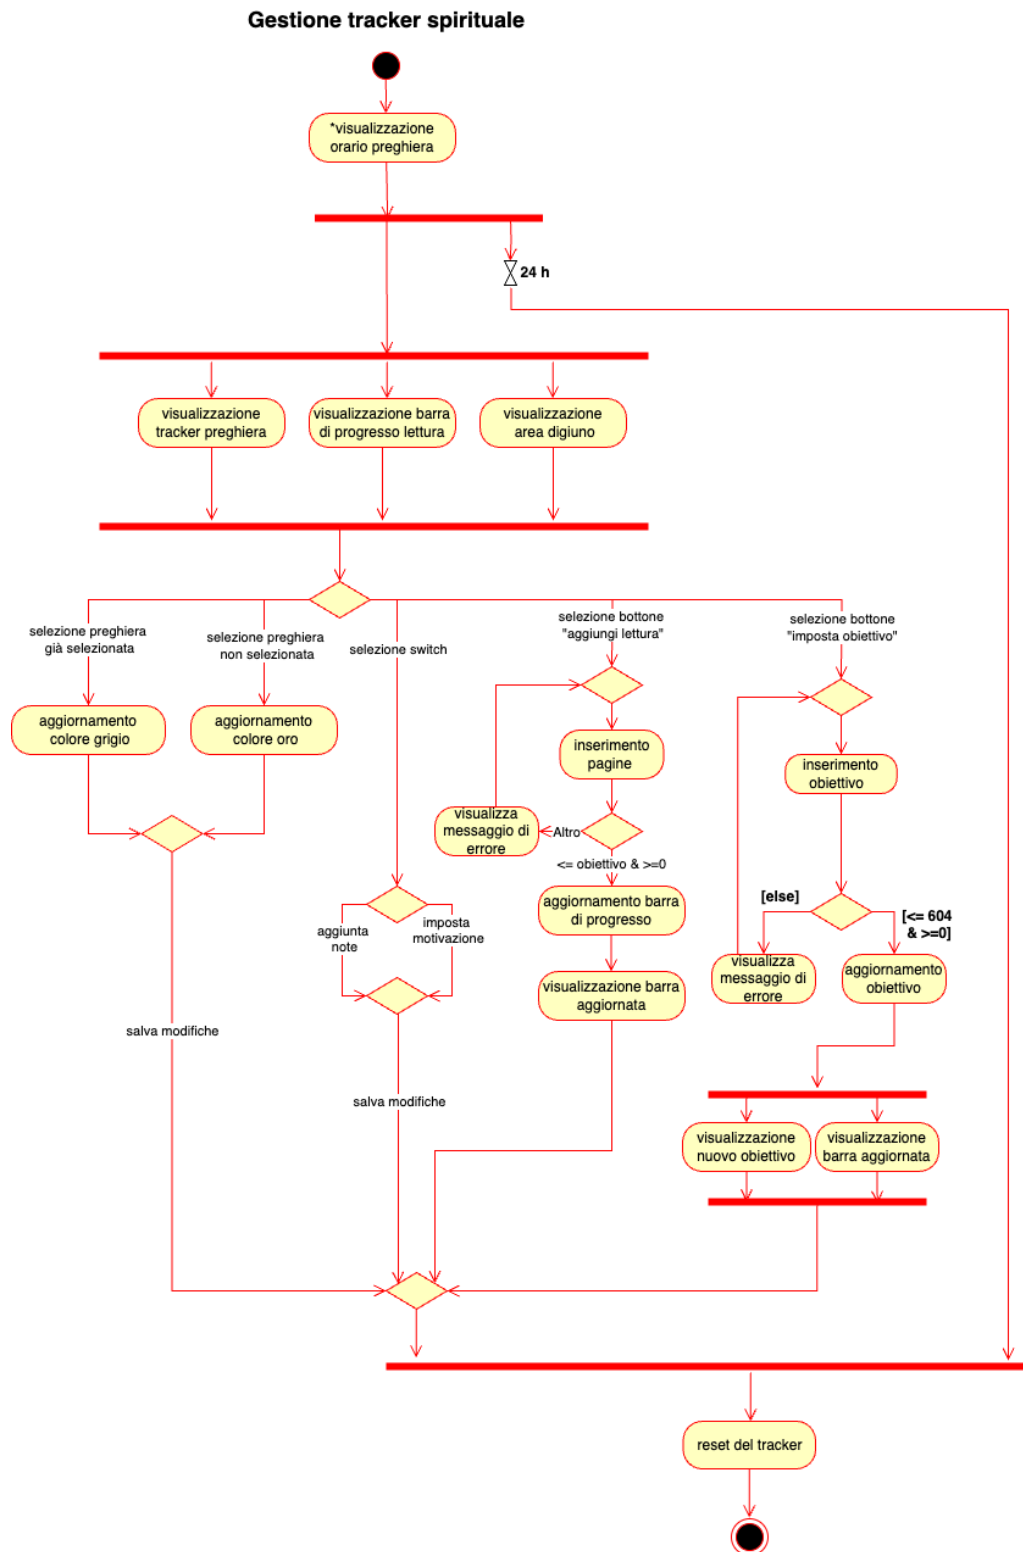 Gestione tracker spirituale
*visualizzazione
orario preghiera
24 h
visualizzazione
tracker preghiera
visualizzazione barra
di progresso lettura
visualizzazione
area digiuno
selezione preghiera
già selezionata
selezione preghiera
non selezionata
selezione switch
selezione bottone
"aggiungi lettura"
selezione bottone
"imposta obiettivo"
aggiornamento
colore grigio
aggiornamento
colore oro
inserimento
pagine
inserimento
obiettivo
visualizza
messaggio di
errore
Altro
<= obiettivo & >=0
aggiornamento barra
di progresso
[else]
[<= 604
& >=0]
aggiunta
note
imposta
motivazione
visualizza
messaggio di
errore
aggiornamento
obiettivo
visualizzazione barra
aggiornata
salva modifiche
salva modifiche
visualizzazione
nuovo obiettivo
visualizzazione
barra aggiornata
reset del tracker